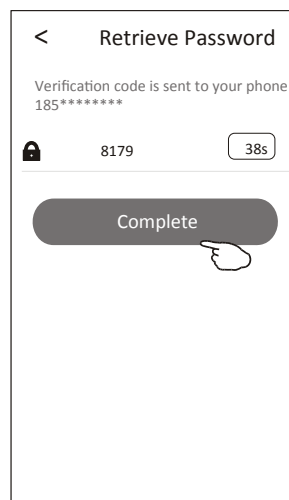 < Retrieve Password
Verification code is sent to your phone
185********
8179 38s
Complete